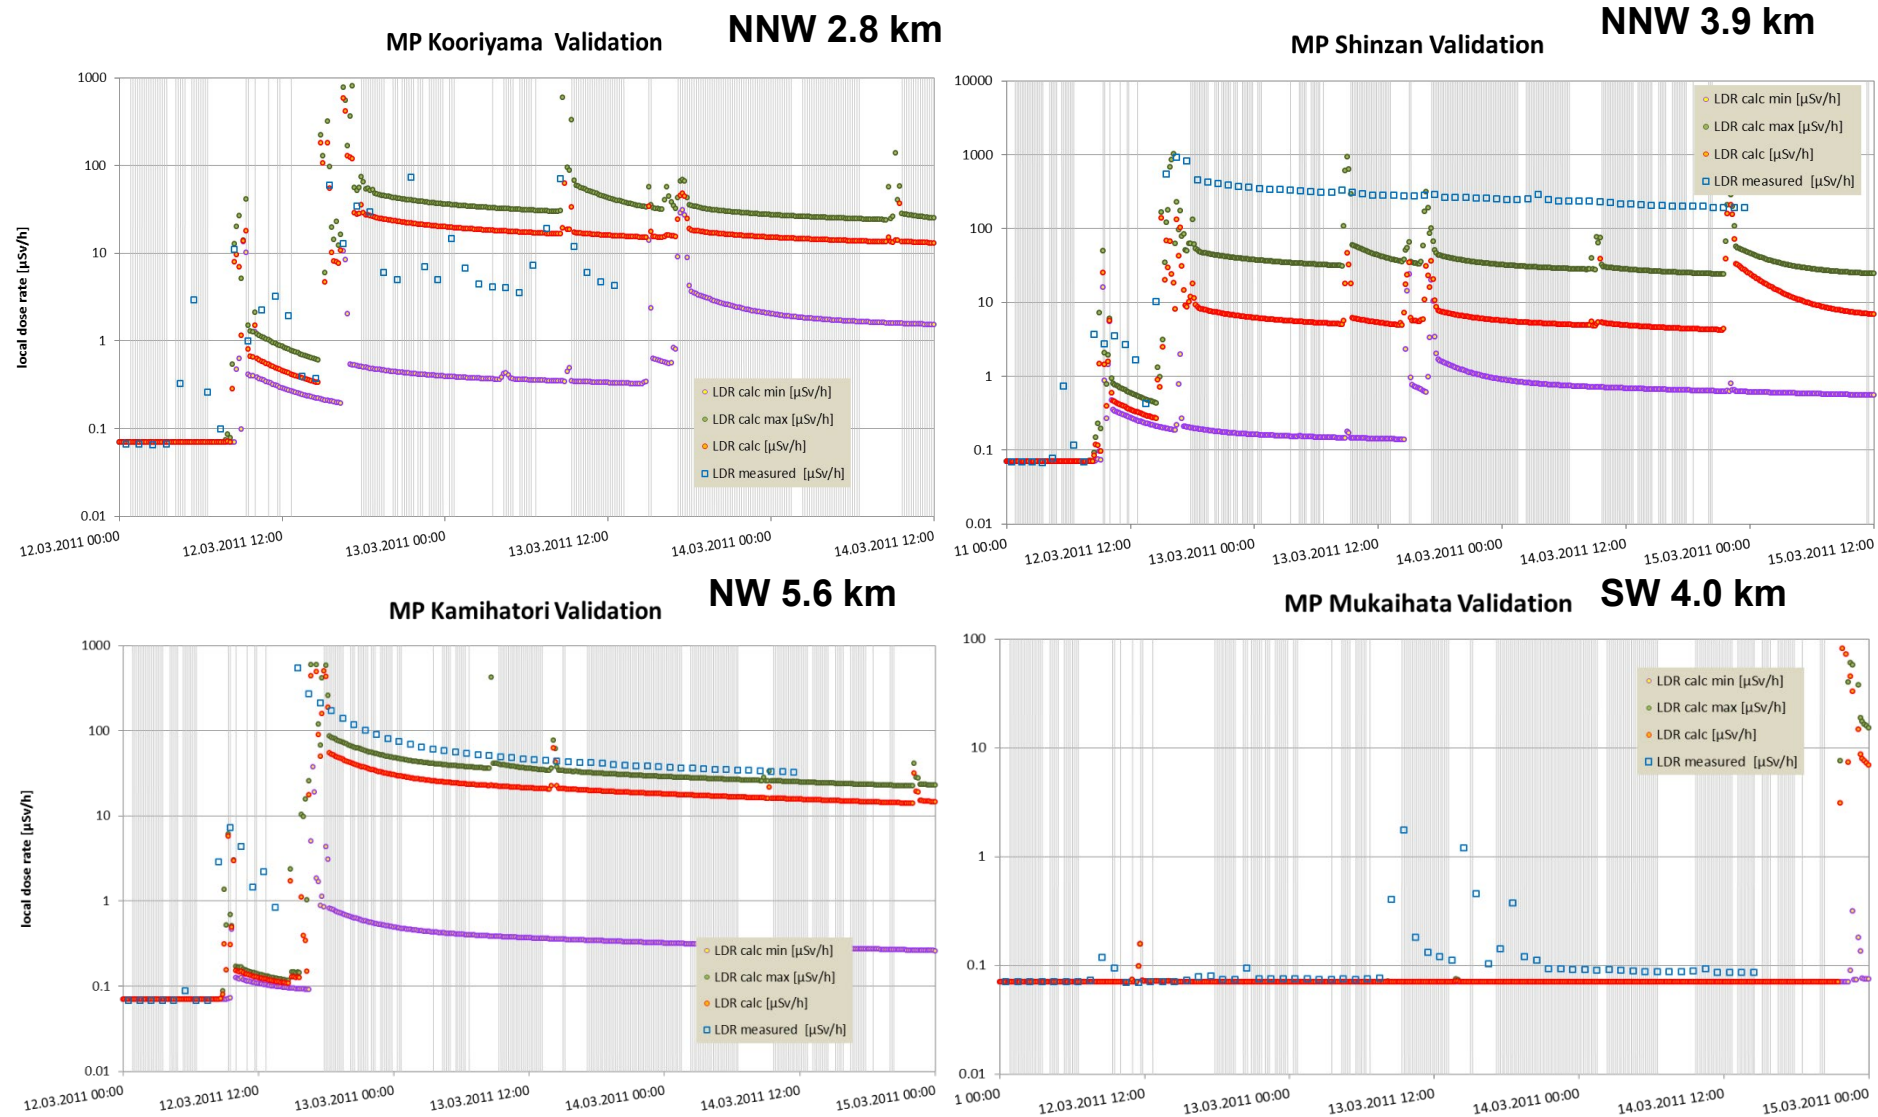 MP Kooriyama Validation
NNW 2.8 km
local dose rate [µSv/h]
1000
100
10
1
0.1
0.01
LDR calc min [µSv/h]
LDR calc max [µSv/h]
LDR calc [µSv/h]
LDR measured [µSv/h]
12.03.2011 00:00
12.03.2011 12:00
13.03.2011 00:00
13.03.2011 12:00
14.03.2011 00:00
14.03.2011 12:00
MP Shinzan Validation
NNW 3.9 km
10000
1000
100
10
1
0.1
0.01
LDR calc min [µSv/h]
LDR calc max [µSv/h]
LDR calc [µSv/h]
LDR measured [µSv/h]
11 00:00
12.03.2011 12:00
13.03.2011 00:00
13.03.2011 12:00
14.03.2011 00:00
14.03.2011 12:00
15.03.2011 00:00
15.03.2011 12:00
MP Kamihatori Validation
NW 5.6 km
local dose rate [µSv/h]
1000
100
10
1
0.1
0.01
LDR calc min [µSv/h]
LDR calc max [µSv/h]
LDR calc [µSv/h]
LDR measured [µSv/h]
12.03.2011 00:00
12.03.2011 12:00
13.03.2011 00:00
13.03.2011 12:00
14.03.2011 00:00
14.03.2011 12:00
15.03.2011 00:00
MP Mukaihata Validation
SW 4.0 km
100
10
1
0.1
0.01
LDR calc min [µSv/h]
LDR calc max [µSv/h]
LDR calc [µSv/h]
LDR measured [µSv/h]
1 00:00
12.03.2011 12:00
13.03.2011 00:00
13.03.2011 12:00
14.03.2011 00:00
14.03.2011 12:00
15.03.2011 00:00